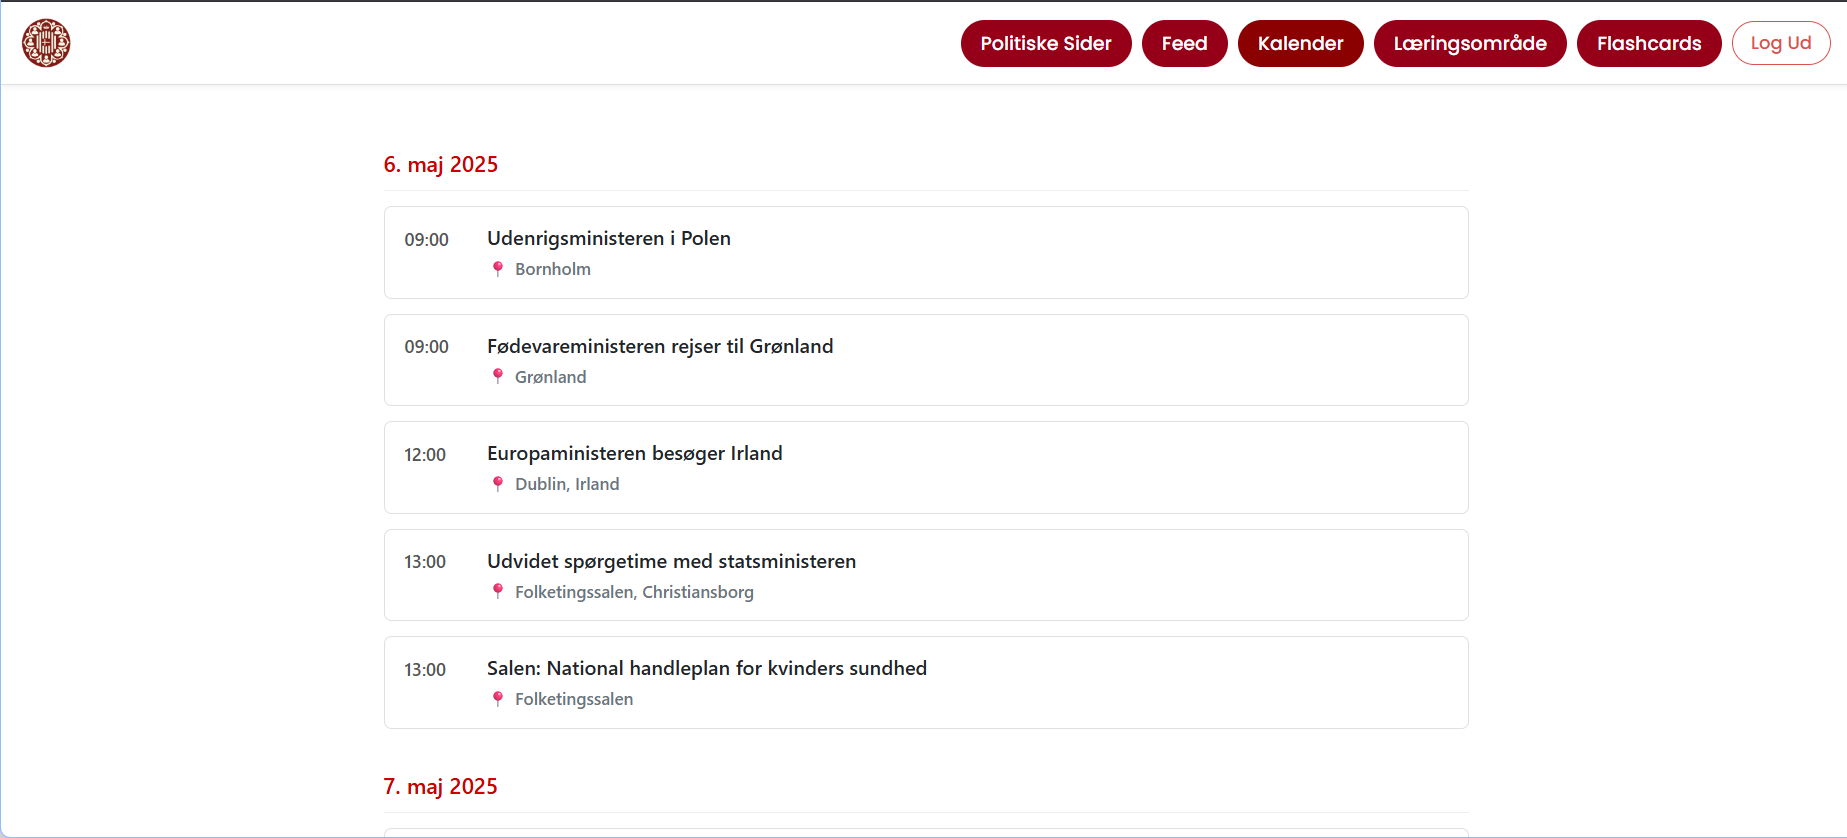 Politiske Sider Feed Kalender Læringsområde Flashcards Log Ud
6. maj 2025
09:00 Udenrigsministeren i Polen
Bornholm
09:00 Fødevareministeren rejser til Grønland
Grønland
12:00 Europaministeren besøger Irland
Dublin, Irland
13:00 Udvidet spørgetime med statsministeren
Folketingssalen, Christiansborg
13:00 Salen: National handleplan for kvinders sundhed
Folketingssalen
7. maj 2025